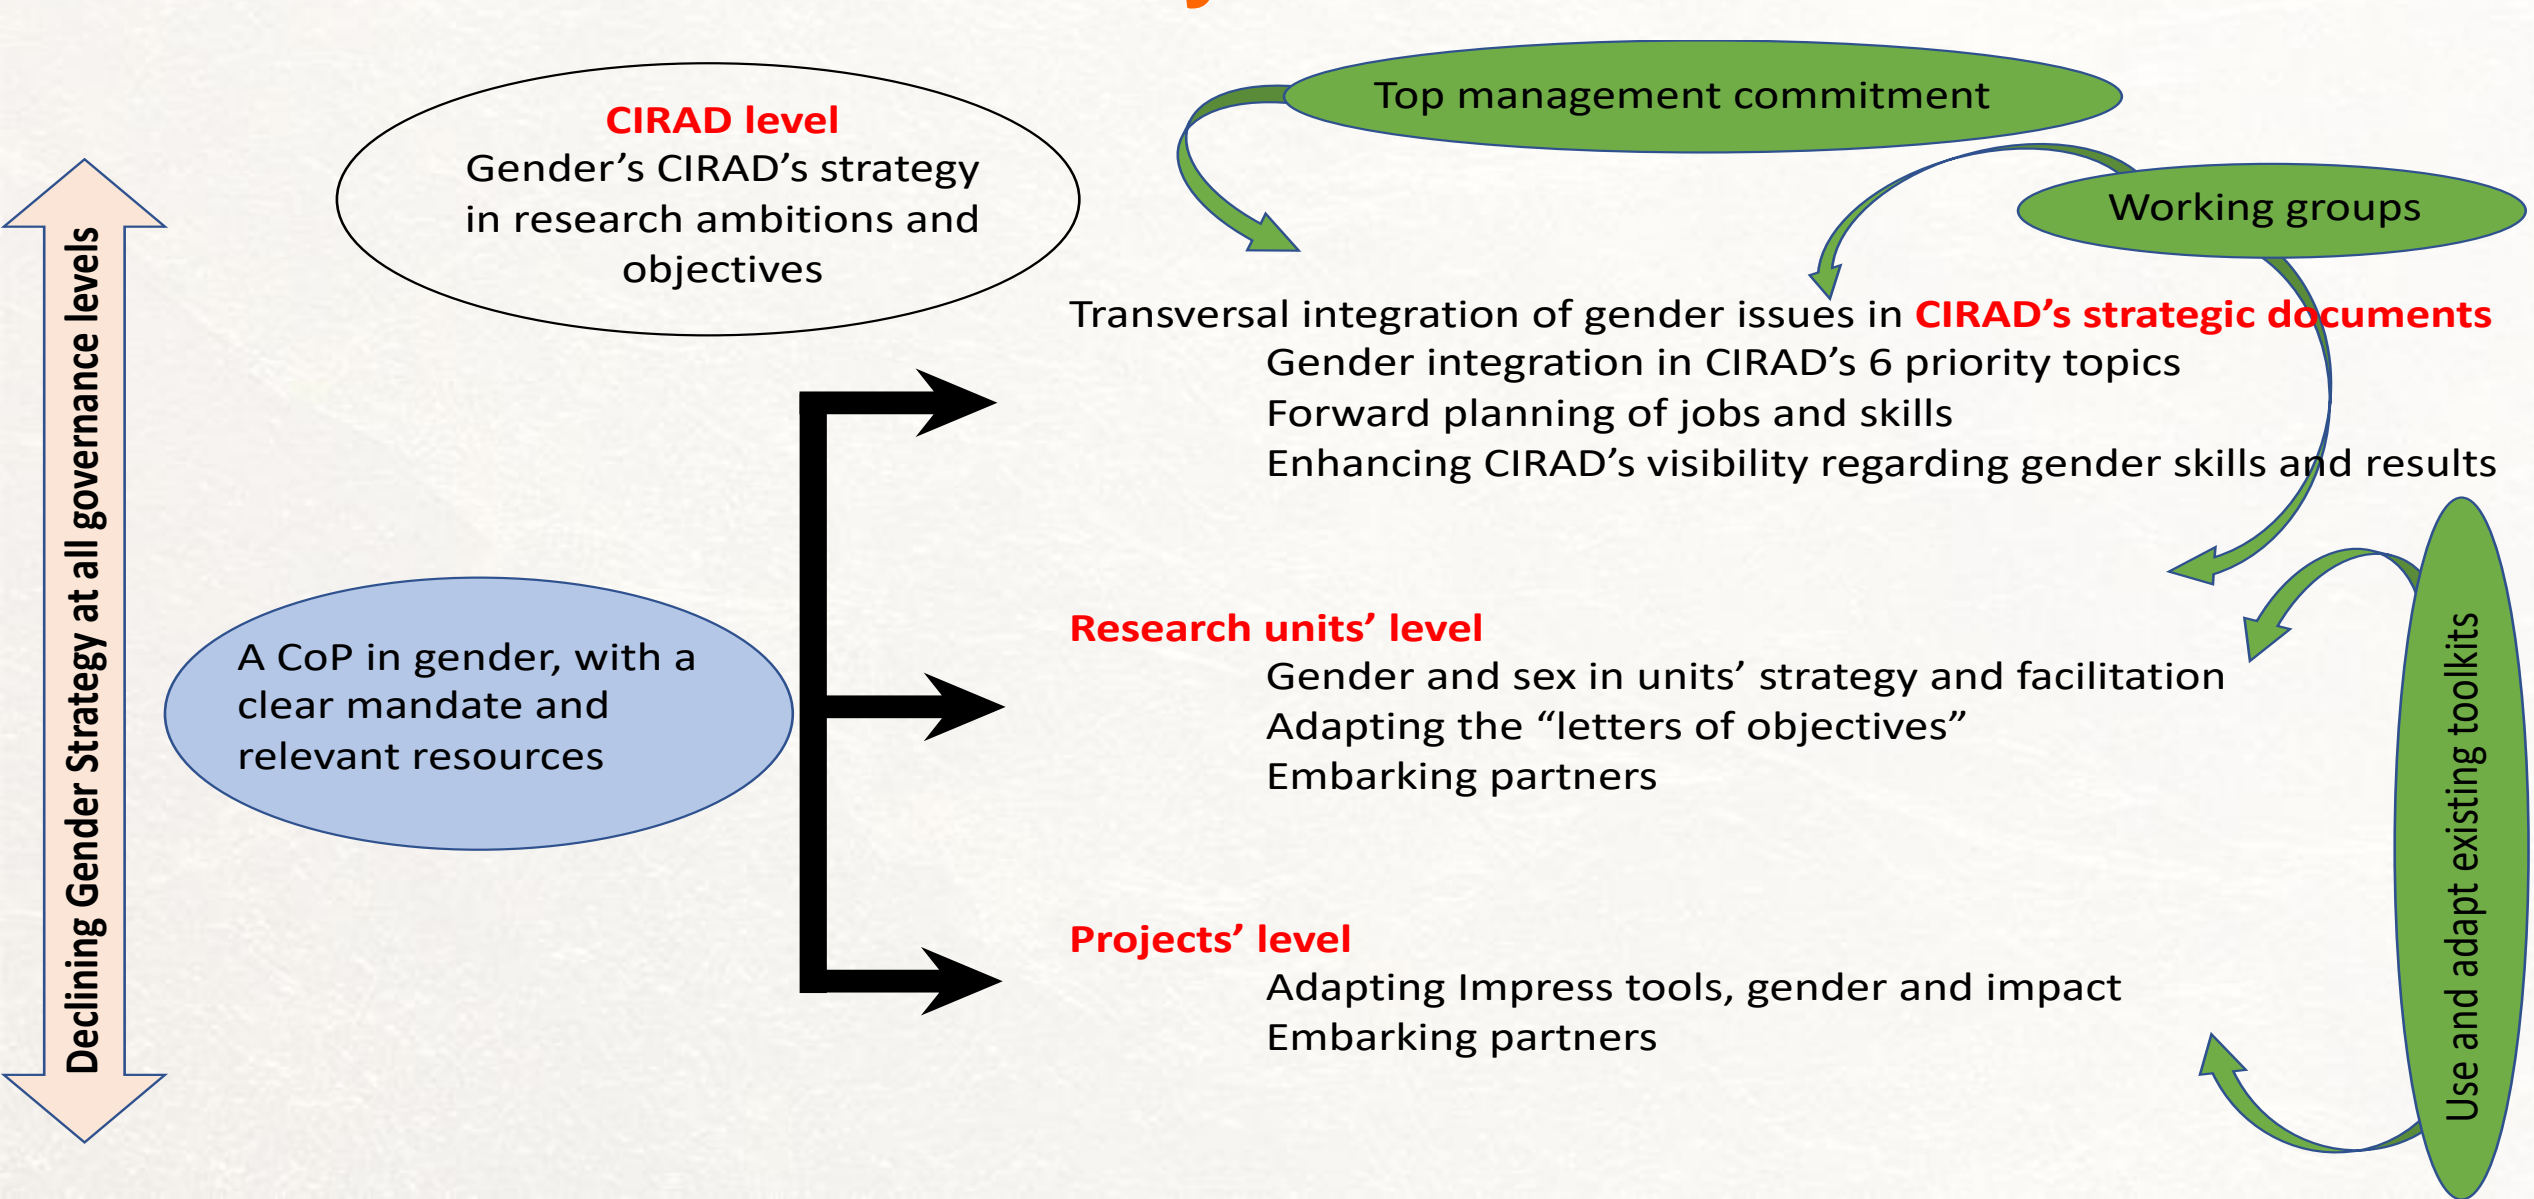 Declining Gender Strategy at all governance levels
CIRAD level
Gender’s CIRAD’s strategy
in research ambitions and
objectives
Top management commitment
Working groups
Transversal integration of gender issues in CIRAD’s strategic documents
Gender integration in CIRAD’s 6 priority topics
Forward planning of jobs and skills
Enhancing CIRAD’s visibility regarding gender skills and results
A CoP in gender, with a
clear mandate and
relevant resources
Research units’ level
Gender and sex in units’ strategy and facilitation
Adapting the “letters of objectives”
Embarking partners
Projects’ level
Adapting Impress tools, gender and impact
Embarking partners
Use and adapt existing toolkits